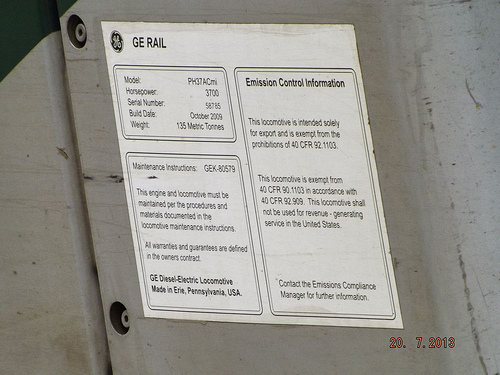 GE RAIL
Model: PH37ACmi
Horsepower: 3700
Serial Number: 58785
Build Date: October 2009
Weight: 135 Metric Tonnes
Maintenance Instructions: GEK-80579
This engine and locomotive must be
maintained per the procedures and
materials documented in the
locomotive maintenance instructions.
All warranties and guarantees are defined
in the owners contract.
GE Diesel-Electric Locomotive
Made in Erie, Pennsylvania, USA.
Emission Control Information
This locomotive is intended solely
for export and is exempt from the
prohibitions of 40 CFR 92.1103.
This locomotive is exempt from
40 CFR 90.1103 in accordance with
40 CFR 92.909. This locomotive shall
not be used for revenue - generating
service in the United States.
Contact the Emissions Compliance
Manager for further information.
20. 7.2013